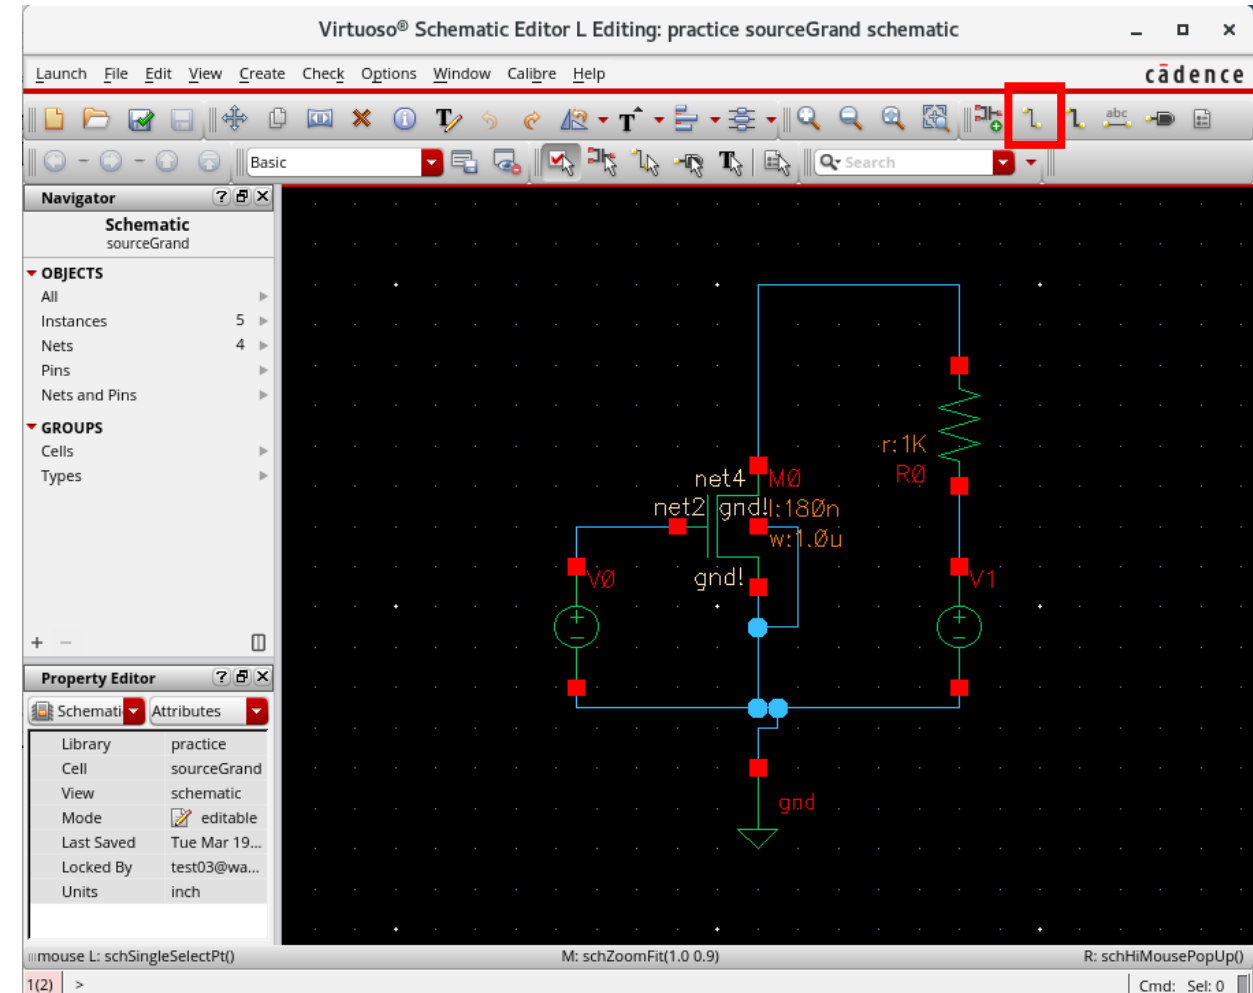 Virtuoso® Schematic Editor L Editing: practice sourceGrand schematic
Launch File Edit View Create Check Options Window Calibre Help
cādence
abc
Basic
Search
Navigator
Schematic
sourceGrand
OBJECTS
All
Instances 5
Nets 4
Pins
Nets and Pins
GROUPS
Cells
Types
Property Editor
Schemati Attributes
Library practice
Cell sourceGrand
View schematic
Mode editable
Last Saved Tue Mar 19...
Locked By test03@wa...
Units inch
r:1K
R0
net4 M0
net2 gnd! l:180n
w:1.0u
V0 gnd! V1
gnd
mouse L: schSingleSelectPt() M: schZoomFit(1.0 0.9) R: schHiMousePopUp()
1(2) > Cmd: Sel: 0